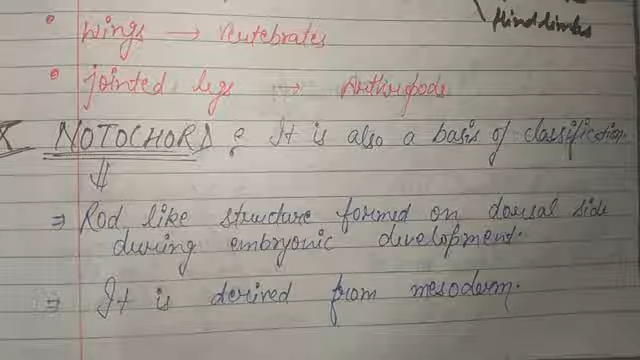 Hindlimbs
• Wings → Vertebrates
• Jointed legs → Arthropods
NOTOCHORD : It is also a basis of classification.
⇓
⇒ Rod like structure formed on dorsal side
during embryonic development.
⇒ It is derived from mesoderm.